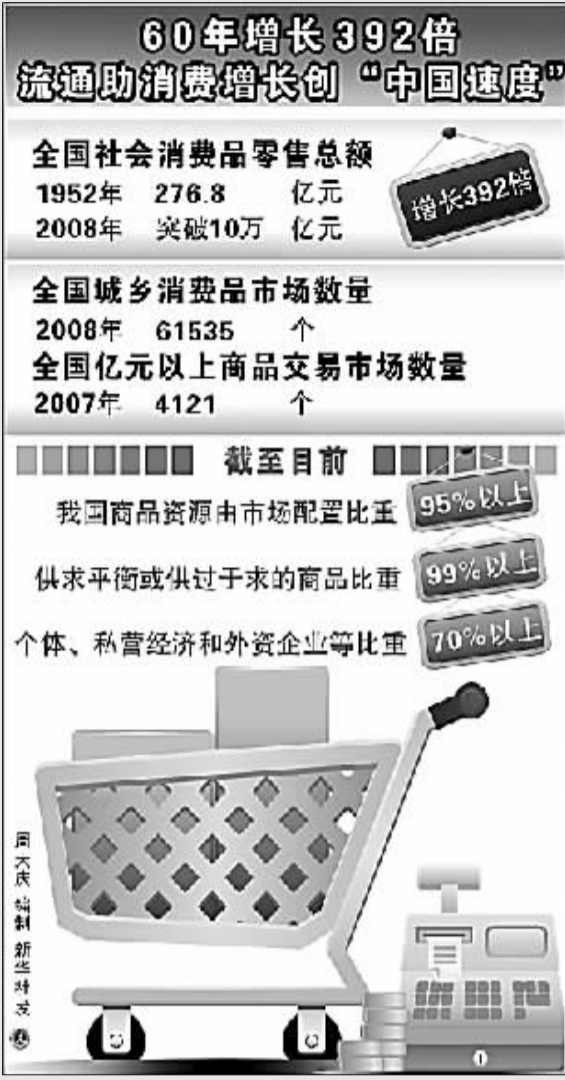 60年增长392倍
流通助消费增长创“中国速度”
全国社会消费品零售总额
1952年 276.8 亿元
2008年 突破10万 亿元
增长392倍
全国城乡消费品市场数量
2008年 61535 个
全国亿元以上商品交易市场数量
2007年 4121 个
截至目前
我国商品资源由市场配置比重 95%以上
供求平衡或供过于求的商品比重 99%以上
个体、私营经济和外资企业等比重 70%以上
编制 新华社发